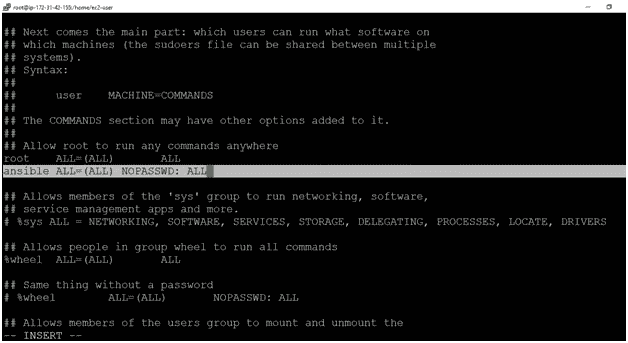 root@ip-172-31-42-155:/home/ec2-user
## Next comes the main part: which users can run what software on
## which machines (the sudoers file can be shared between multiple
## systems).
## Syntax:
##
##      user    MACHINE=COMMANDS
##
## The COMMANDS section may have other options added to it.
##
## Allow root to run any commands anywhere
root    ALL=(ALL)       ALL
ansible ALL=(ALL) NOPASSWD: ALL
## Allows members of the 'sys' group to run networking, software,
## service management apps and more.
# %sys ALL = NETWORKING, SOFTWARE, SERVICES, STORAGE, DELEGATING, PROCESSES, LOCATE, DRIVERS
## Allows people in group wheel to run all commands
%wheel  ALL=(ALL)       ALL
## Same thing without a password
# %wheel        ALL=(ALL)       NOPASSWD: ALL
## Allows members of the users group to mount and unmount the
-- INSERT --